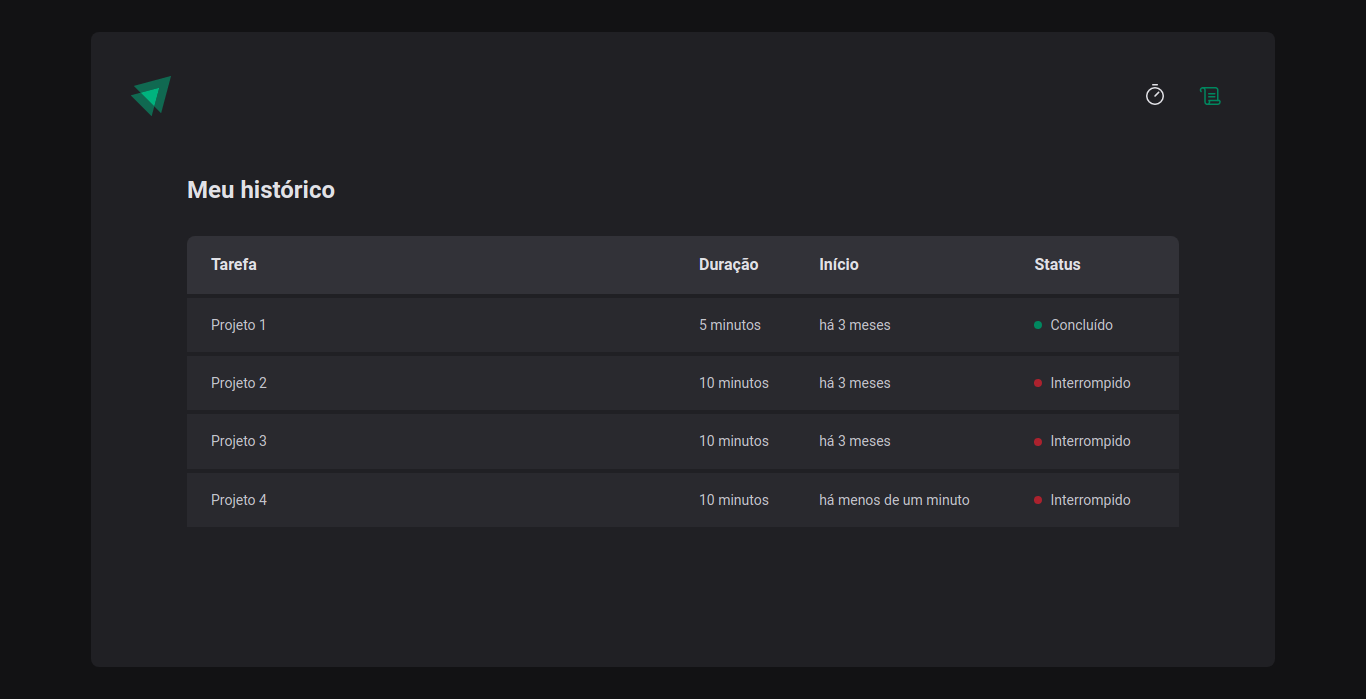 Meu histórico
Tarefa Duração Início Status
Projeto 1 5 minutos há 3 meses Concluído
Projeto 2 10 minutos há 3 meses Interrompido
Projeto 3 10 minutos há 3 meses Interrompido
Projeto 4 10 minutos há menos de um minuto Interrompido